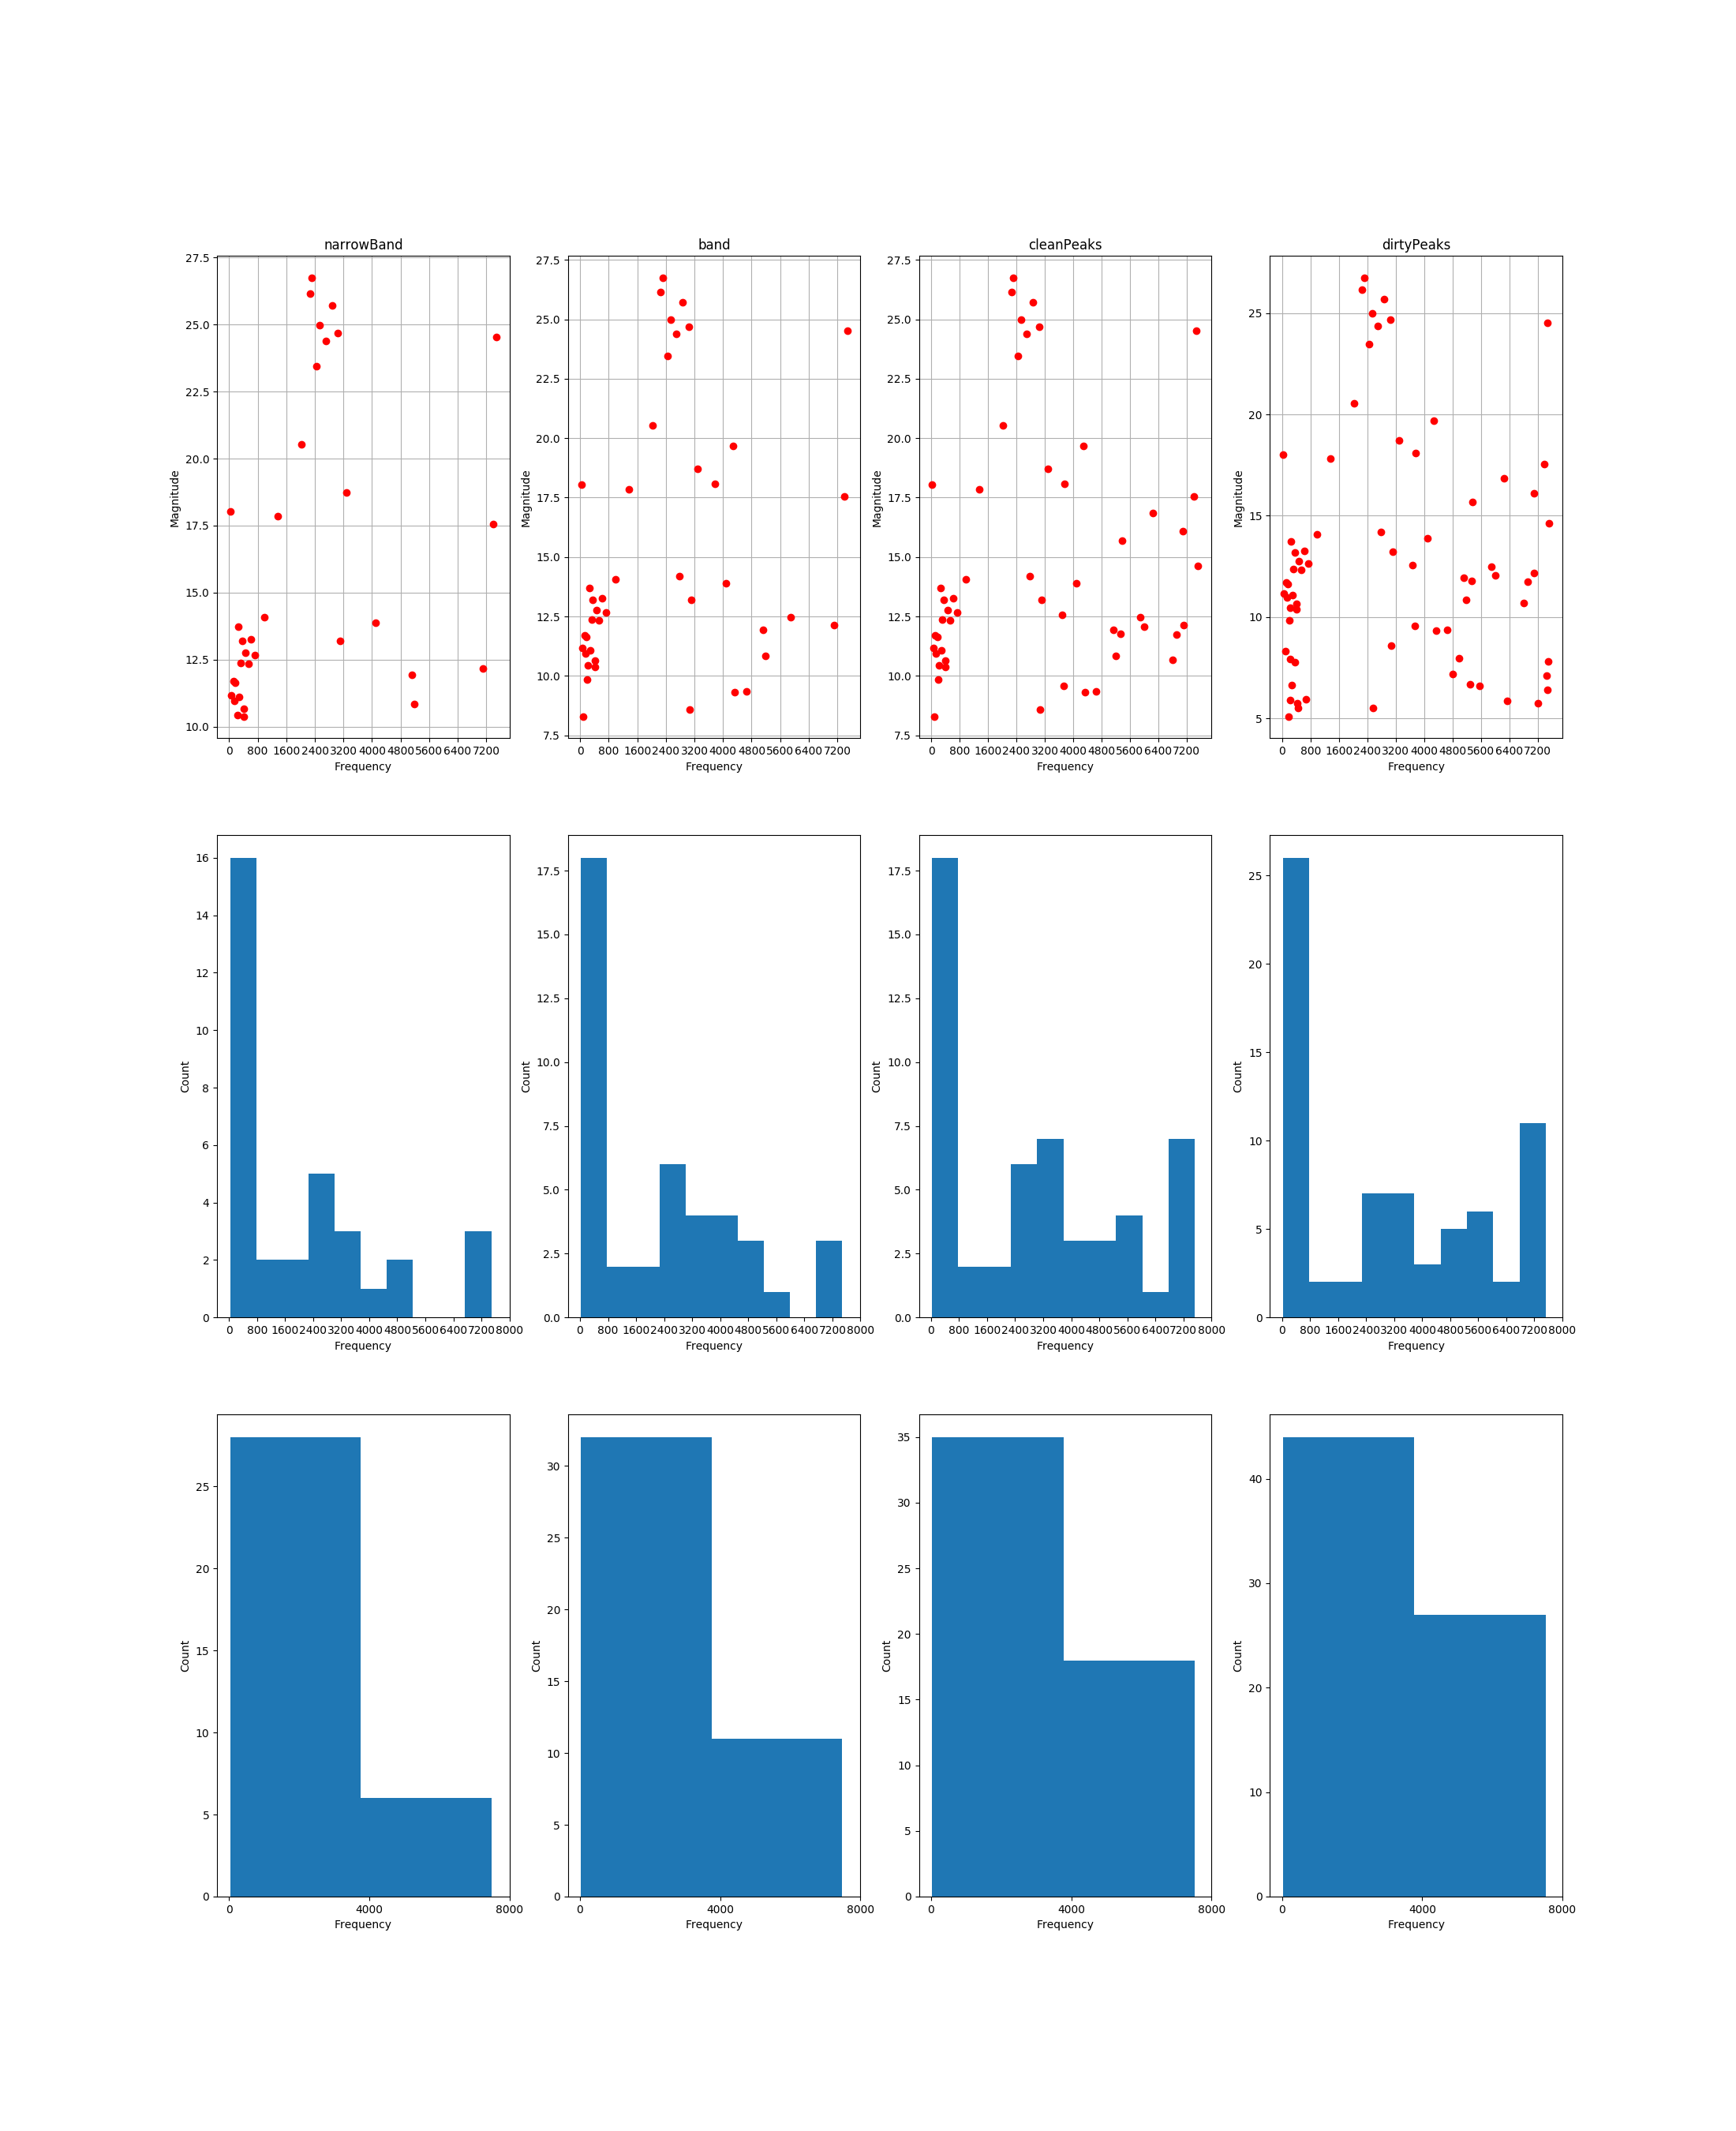 narrowBand band cleanPeaks dirtyPeaks
27.5 25.0 22.5 20.0 17.5 15.0 12.5 10.0
Magnitude
0 800 1600 2400 3200 4000 4800 5600 6400 7200
Frequency
27.5 25.0 22.5 20.0 17.5 15.0 12.5 10.0 7.5
Magnitude
0 800 1600 2400 3200 4000 4800 5600 6400 7200
Frequency
27.5 25.0 22.5 20.0 17.5 15.0 12.5 10.0 7.5
Magnitude
0 800 1600 2400 3200 4000 4800 5600 6400 7200
Frequency
25 20 15 10 5
Magnitude
0 800 1600 2400 3200 4000 4800 5600 6400 7200
Frequency
16 14 12 10 8 6 4 2 0
Count
0 800 1600 2400 3200 4000 4800 5600 6400 7200 8000
Frequency
17.5 15.0 12.5 10.0 7.5 5.0 2.5 0.0
Count
0 800 1600 2400 3200 4000 4800 5600 6400 7200 8000
Frequency
17.5 15.0 12.5 10.0 7.5 5.0 2.5 0.0
Count
0 800 1600 2400 3200 4000 4800 5600 6400 7200 8000
Frequency
25 20 15 10 5 0
Count
0 800 1600 2400 3200 4000 4800 5600 6400 7200 8000
Frequency
25 20 15 10 5 0
Count
0 4000 8000
Frequency
30 25 20 15 10 5 0
Count
0 4000 8000
Frequency
35 30 25 20 15 10 5 0
Count
0 4000 8000
Frequency
40 30 20 10 0
Count
0 4000 8000
Frequency